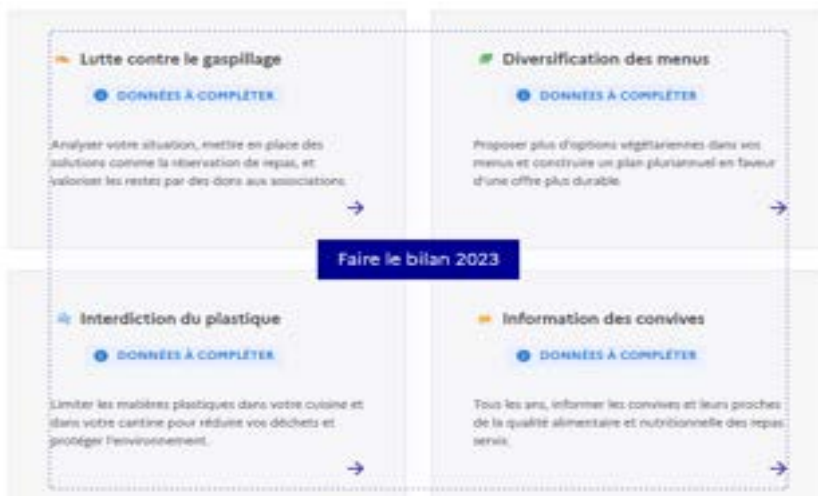 Lutte contre le gaspillage
DONNÉES À COMPLÉTER
Analyser votre situation, mettre en place des
solutions comme la réservation de repas, et
valoriser les restes par des dons aux associations.
Diversification des menus
DONNÉES À COMPLÉTER
Proposer plus d'options végétariennes dans vos
menus et construire un plan pluriannuel en faveur
d'une offre plus durable.
Faire le bilan 2023
Interdiction du plastique
DONNÉES À COMPLÉTER
Limiter les matières plastiques dans votre cuisine et
dans votre cantine pour réduire vos déchets et
protéger l'environnement.
Information des convives
DONNÉES À COMPLÉTER
Tous les ans, informer les convives et leurs proches
de la qualité alimentaire et nutritionnelle des repas
servis.